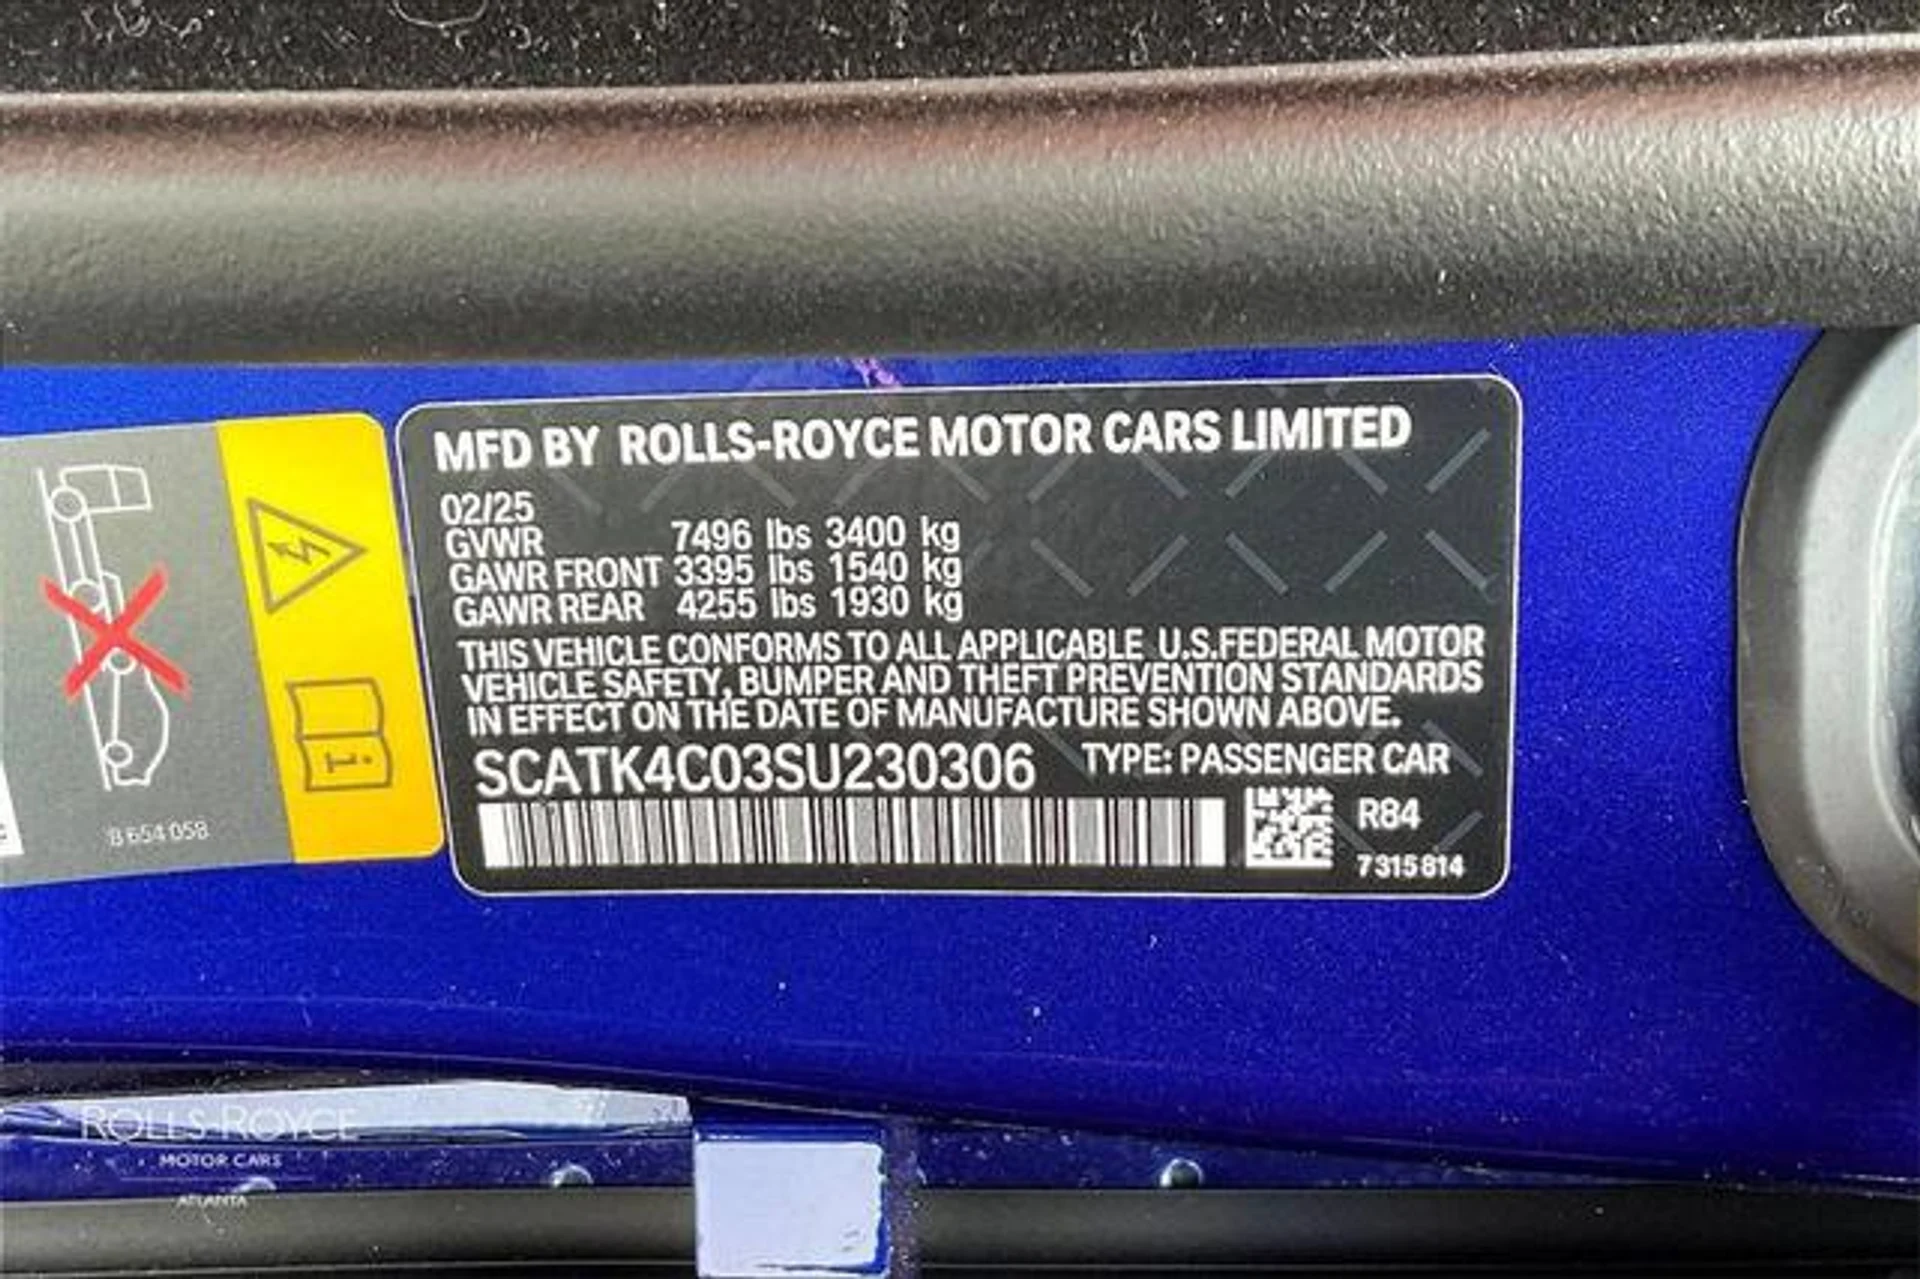 MFD BY ROLLS-ROYCE MOTOR CARS LIMITED
02/25
GVWR 7496 lbs 3400 kg
GAWR FRONT 3395 lbs 1540 kg
GAWR REAR 4255 lbs 1930 kg
THIS VEHICLE CONFORMS TO ALL APPLICABLE U.S.FEDERAL MOTOR
VEHICLE SAFETY, BUMPER AND THEFT PREVENTION STANDARDS
IN EFFECT ON THE DATE OF MANUFACTURE SHOWN ABOVE.
SCATK4C03SU230306 TYPE: PASSENGER CAR
R84
7315814
8 654 058
ROLLS-ROYCE
MOTOR CARS
ATLANTA